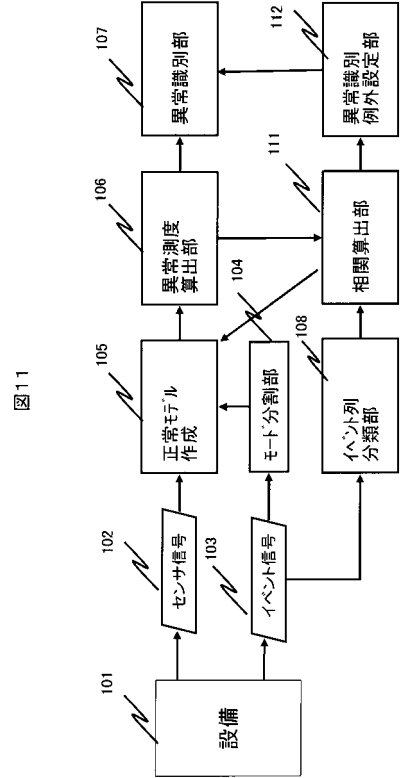 図11
101
設備
102
センサ信号
103
イベント信号
105
正常モデル
作成
104
モード分割部
108
イベント列
分類部
106
異常測度
算出部
111
相関算出部
107
異常識別部
112
異常識別
例外設定部